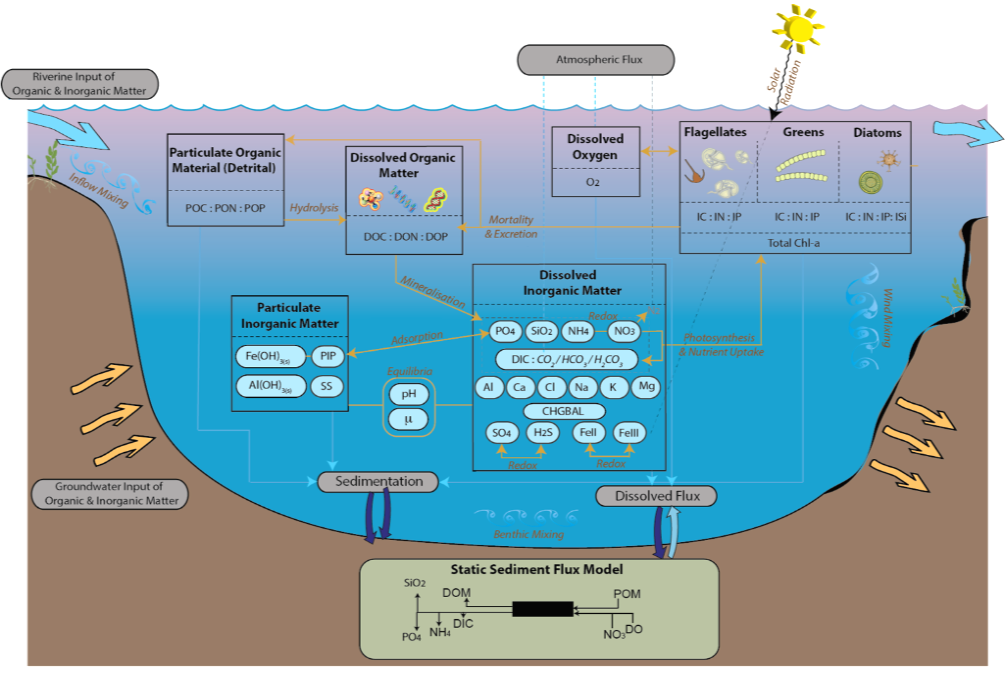 Atmospheric Flux
Solar
Radiation
Riverine Input of
Organic & Inorganic Matter
Inflow Mixing
Particulate Organic
Material (Detrital)
POC : PON : POP
Hydrolysis
Dissolved Organic
Matter
DOC : DON : DOP
Mortality
& Excretion
Dissolved
Oxygen
O2
Flagellates
Greens
Diatoms
IC : IN : IP
IC : IN : IP
IC : IN : IP: ISi
Total Chl-a
Mineralisation
Dissolved
Inorganic Matter
Redox
PO4
SiO2
NH4
NO3
DIC : CO2 / HCO3 / H2CO3
Al
Ca
Cl
Na
K
Mg
CHGBAL
SO4
H2S
FeII
FeIII
Redox
Redox
Photosynthesis
& Nutrient Uptake
Wind Mixing
Particulate
Inorganic Matter
Fe(OH)3(s)
PIP
Al(OH)3(s)
SS
Adsorption
Equilibria
pH
μ
Groundwater Input of
Organic & Inorganic Matter
Sedimentation
Dissolved Flux
Benthic Mixing
Static Sediment Flux Model
SiO2
DOM
POM
PO4
NH4
DIC
NO3
DO